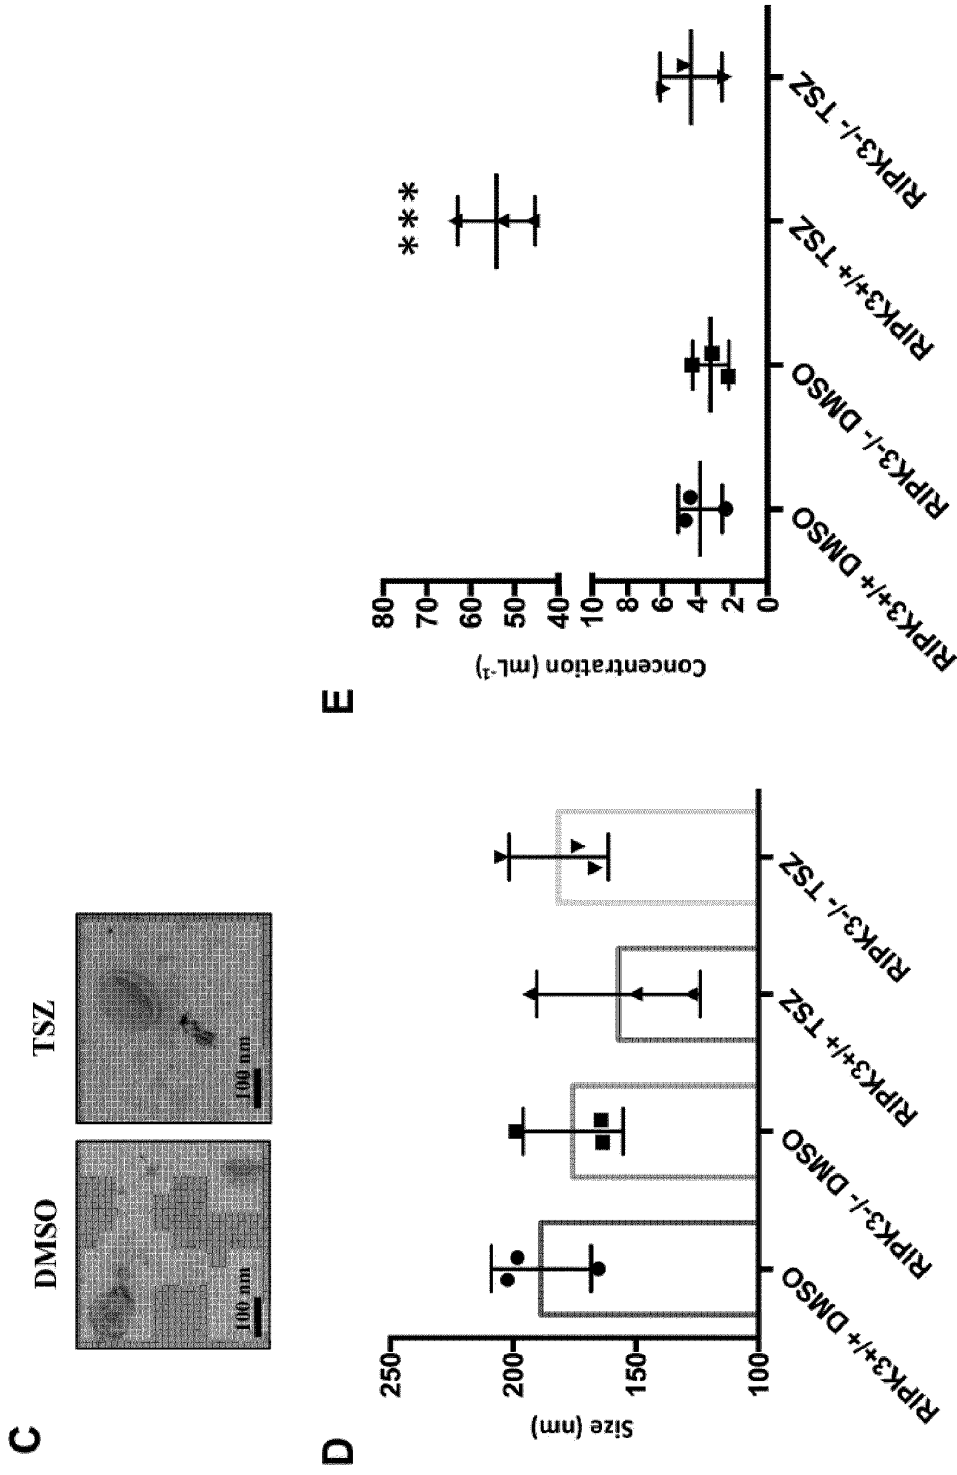 C
DMSO
TSZ
100 nm
100 nm
D
Size (nm)
250
200
150
100
RIPK3+/+ DMSO
RIPK3-/- DMSO
RIPK3+/+ TSZ
RIPK3-/- TSZ
E
Concentration (mL-1)
80
70
60
50
40
10
8
6
4
2
0
***
RIPK3+/+ DMSO
RIPK3-/- DMSO
RIPK3+/+ TSZ
RIPK3-/- TSZ